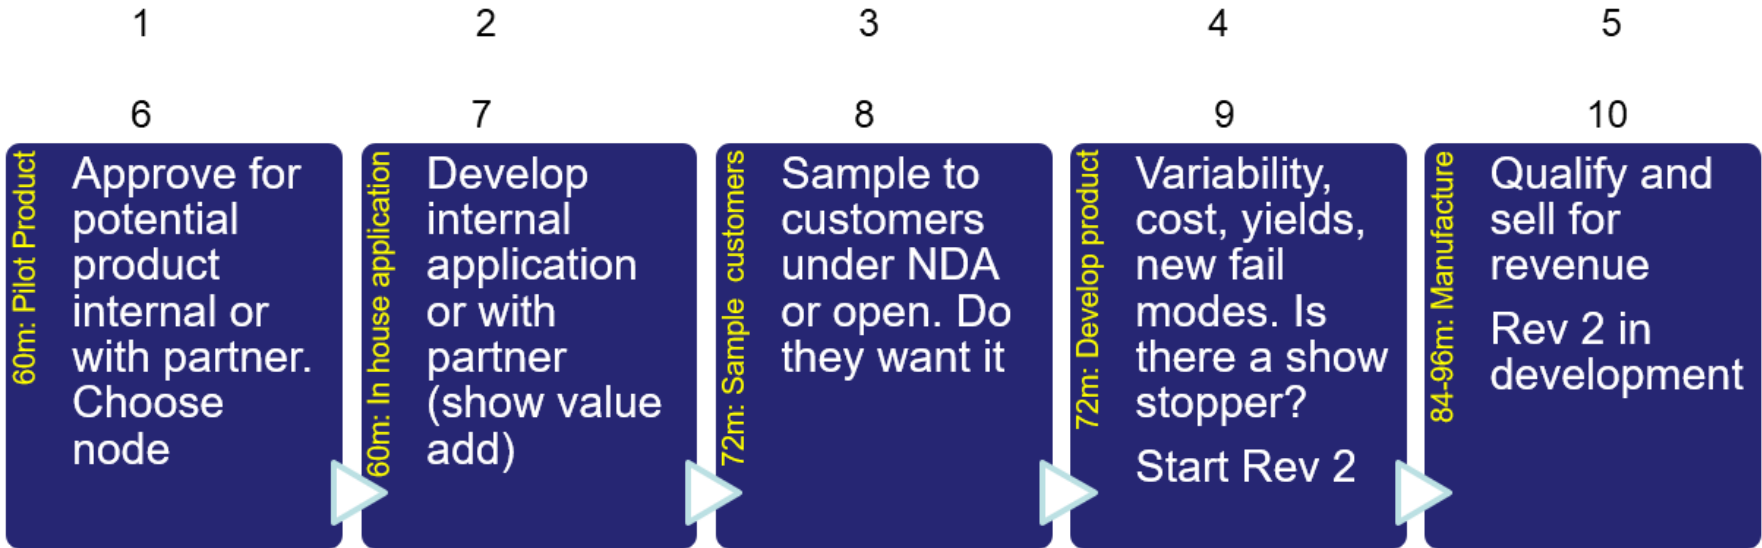 1
2
3
4
5
6
7
8
9
10
60m: Pilot Product
Approve for
potential
product
internal or
with partner.
Choose
node
60m: In house application
Develop
internal
application
or with
partner
(show value
add)
72m: Sample customers
Sample to
customers
under NDA
or open. Do
they want it
72m: Develop product
Variability,
cost, yields,
new fail
modes. Is
there a show
stopper?
Start Rev 2
84-96m: Manufacture
Qualify and
sell for
revenue
Rev 2 in
development